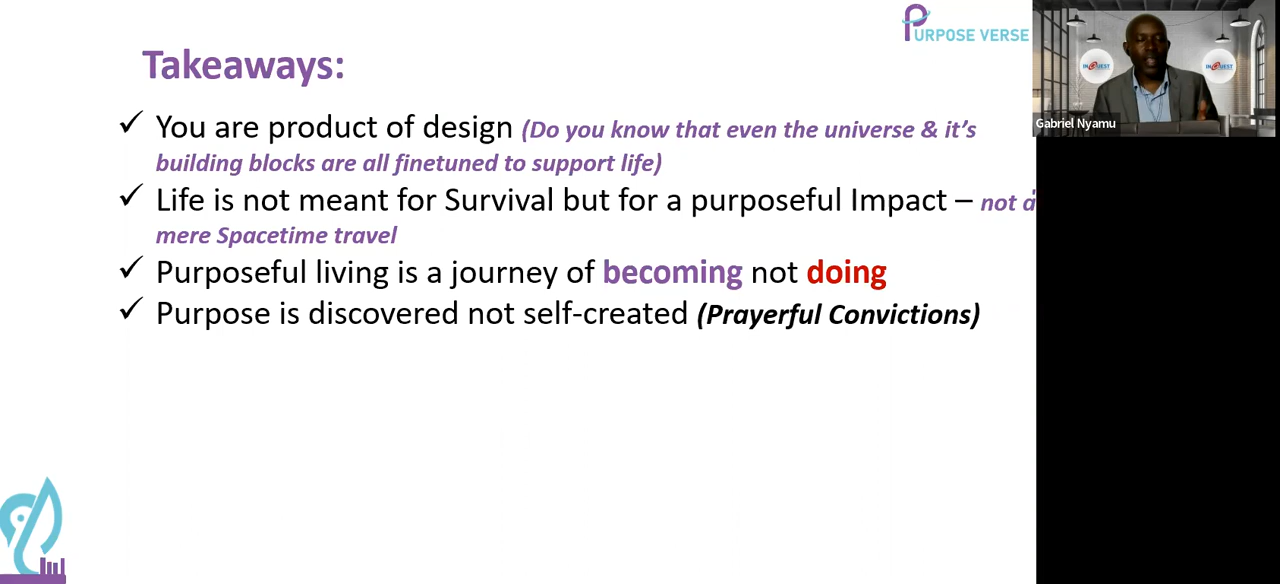 PURPOSE VERSE
Takeaways:
✓ You are product of design (Do you know that even the universe & it's
building blocks are all finetuned to support life)
✓ Life is not meant for Survival but for a purposeful Impact – not a
mere Spacetime travel
✓ Purposeful living is a journey of becoming not doing
✓ Purpose is discovered not self-created (Prayerful Convictions)
INQUEST
INQUEST
Gabriel Nyamu